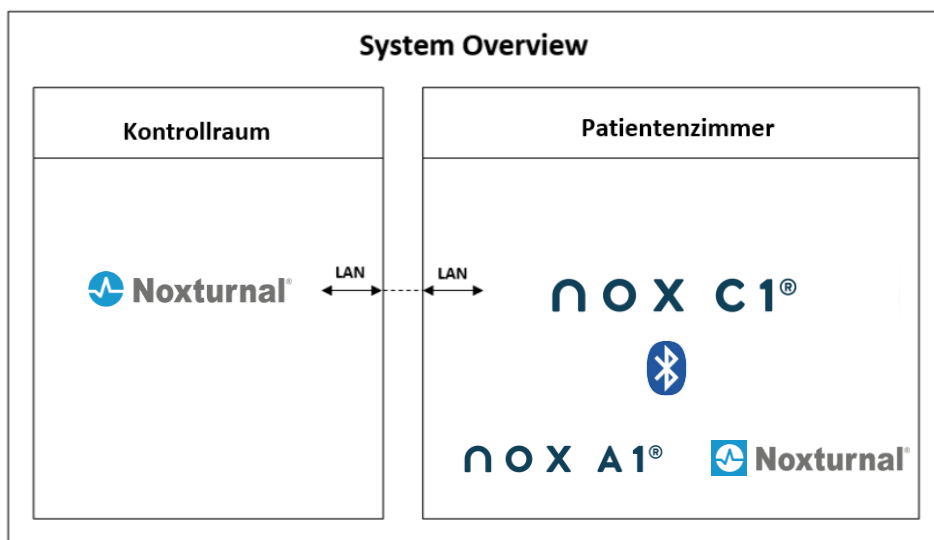 System Overview
Kontrollraum
Patientenzimmer
Noxturnal®
LAN
LAN
nox C1®
nox A1®
Noxturnal®